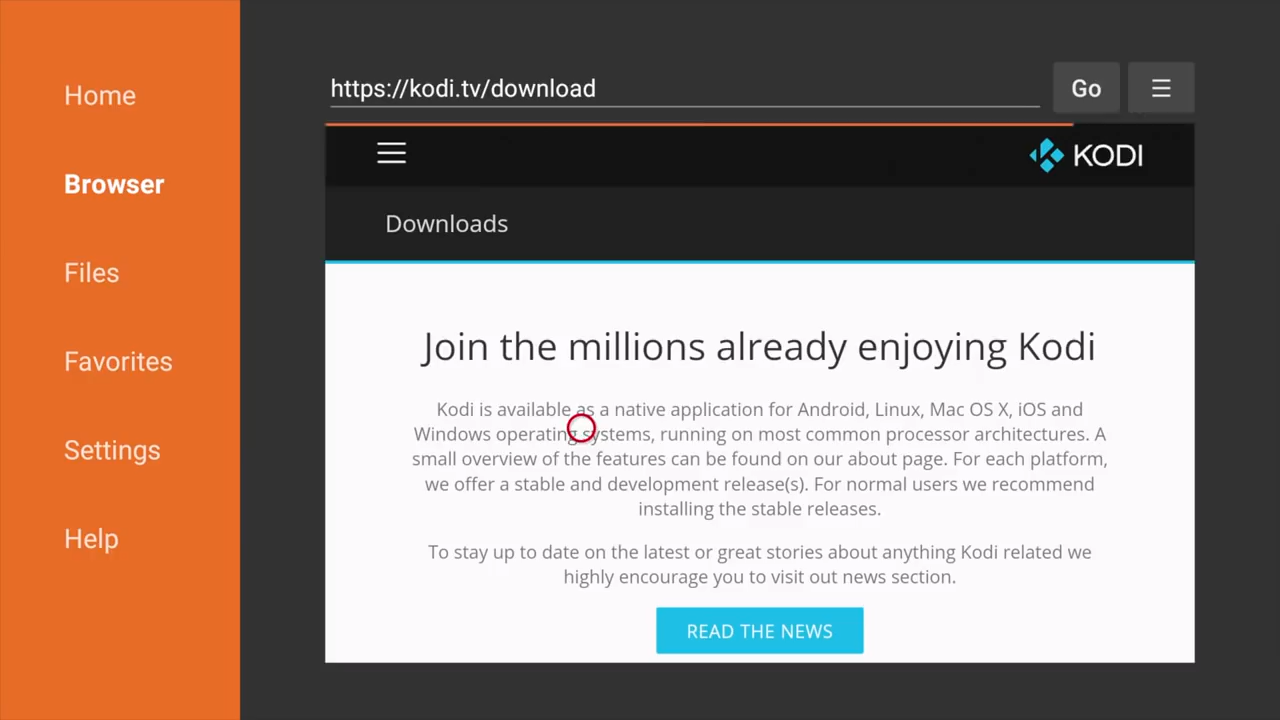 Home
Browser
Files
Favorites
Settings
Help
https://kodi.tv/download
Go
KODI
Downloads
Join the millions already enjoying Kodi
Kodi is available as a native application for Android, Linux, Mac OS X, iOS and
Windows operating systems, running on most common processor architectures. A
small overview of the features can be found on our about page. For each platform,
we offer a stable and development release(s). For normal users we recommend
installing the stable releases.
To stay up to date on the latest or great stories about anything Kodi related we
highly encourage you to visit out news section.
READ THE NEWS